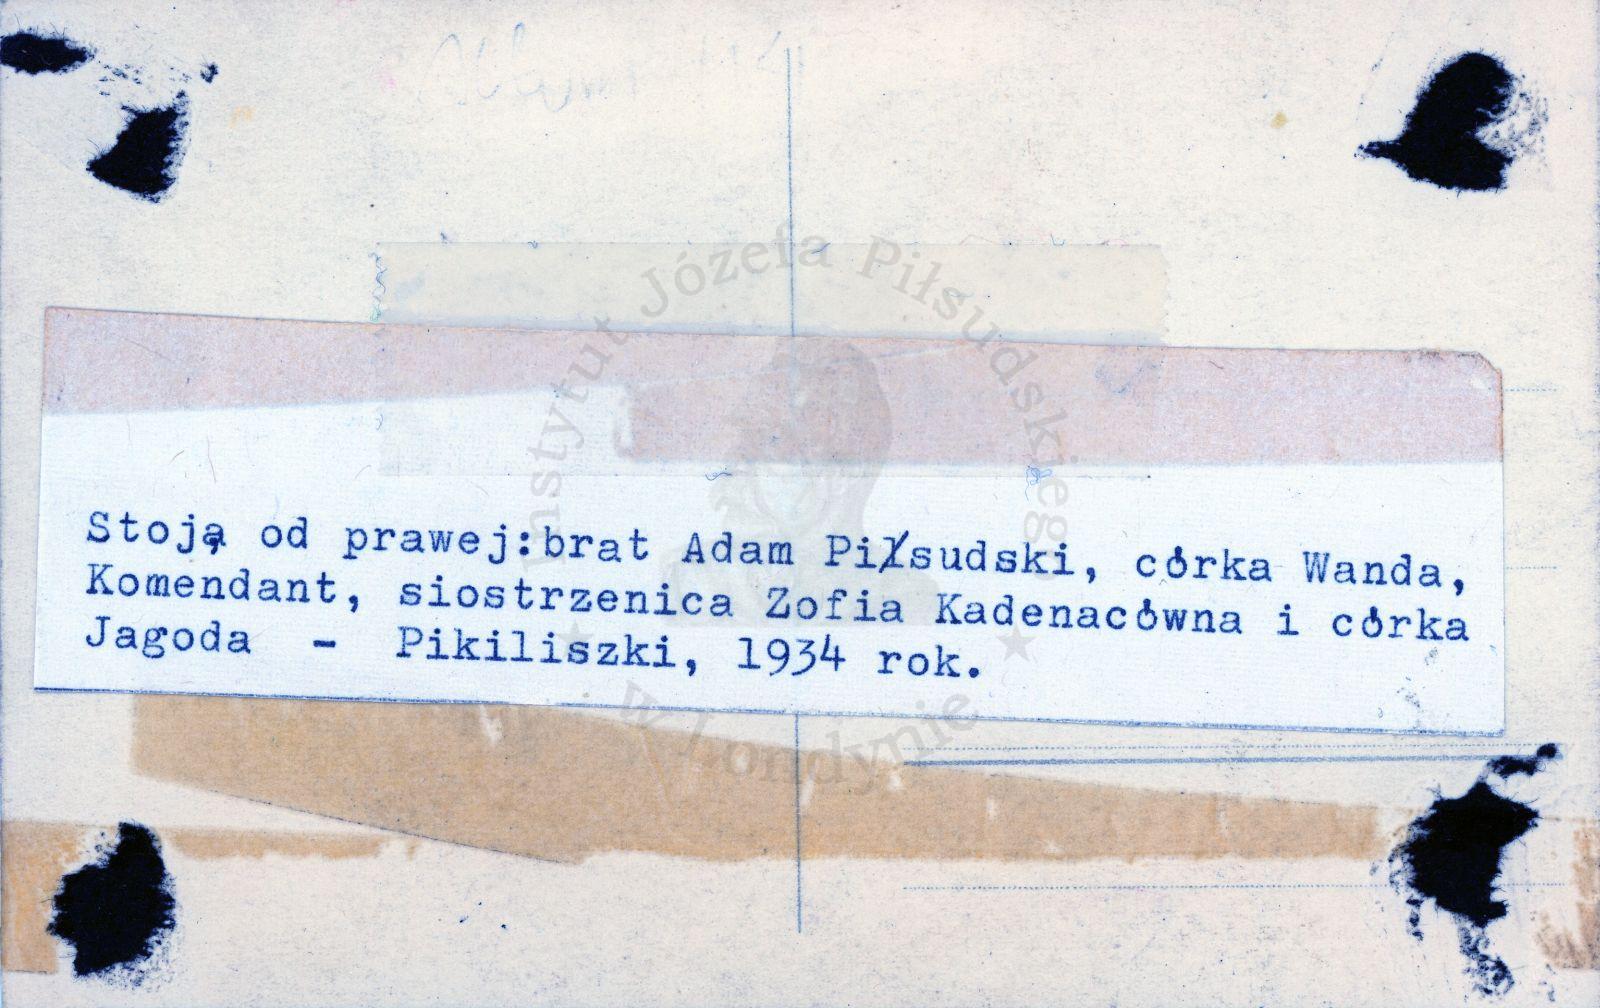 Instytut Józefa Piłsudskiego
w Londynie
Stoją od prawej:brat Adam Piłsudski, córka Wanda,
Komendant, siostrzenica Zofia Kadenacówna i córka
Jagoda - Pikiliszki, 1934 rok.